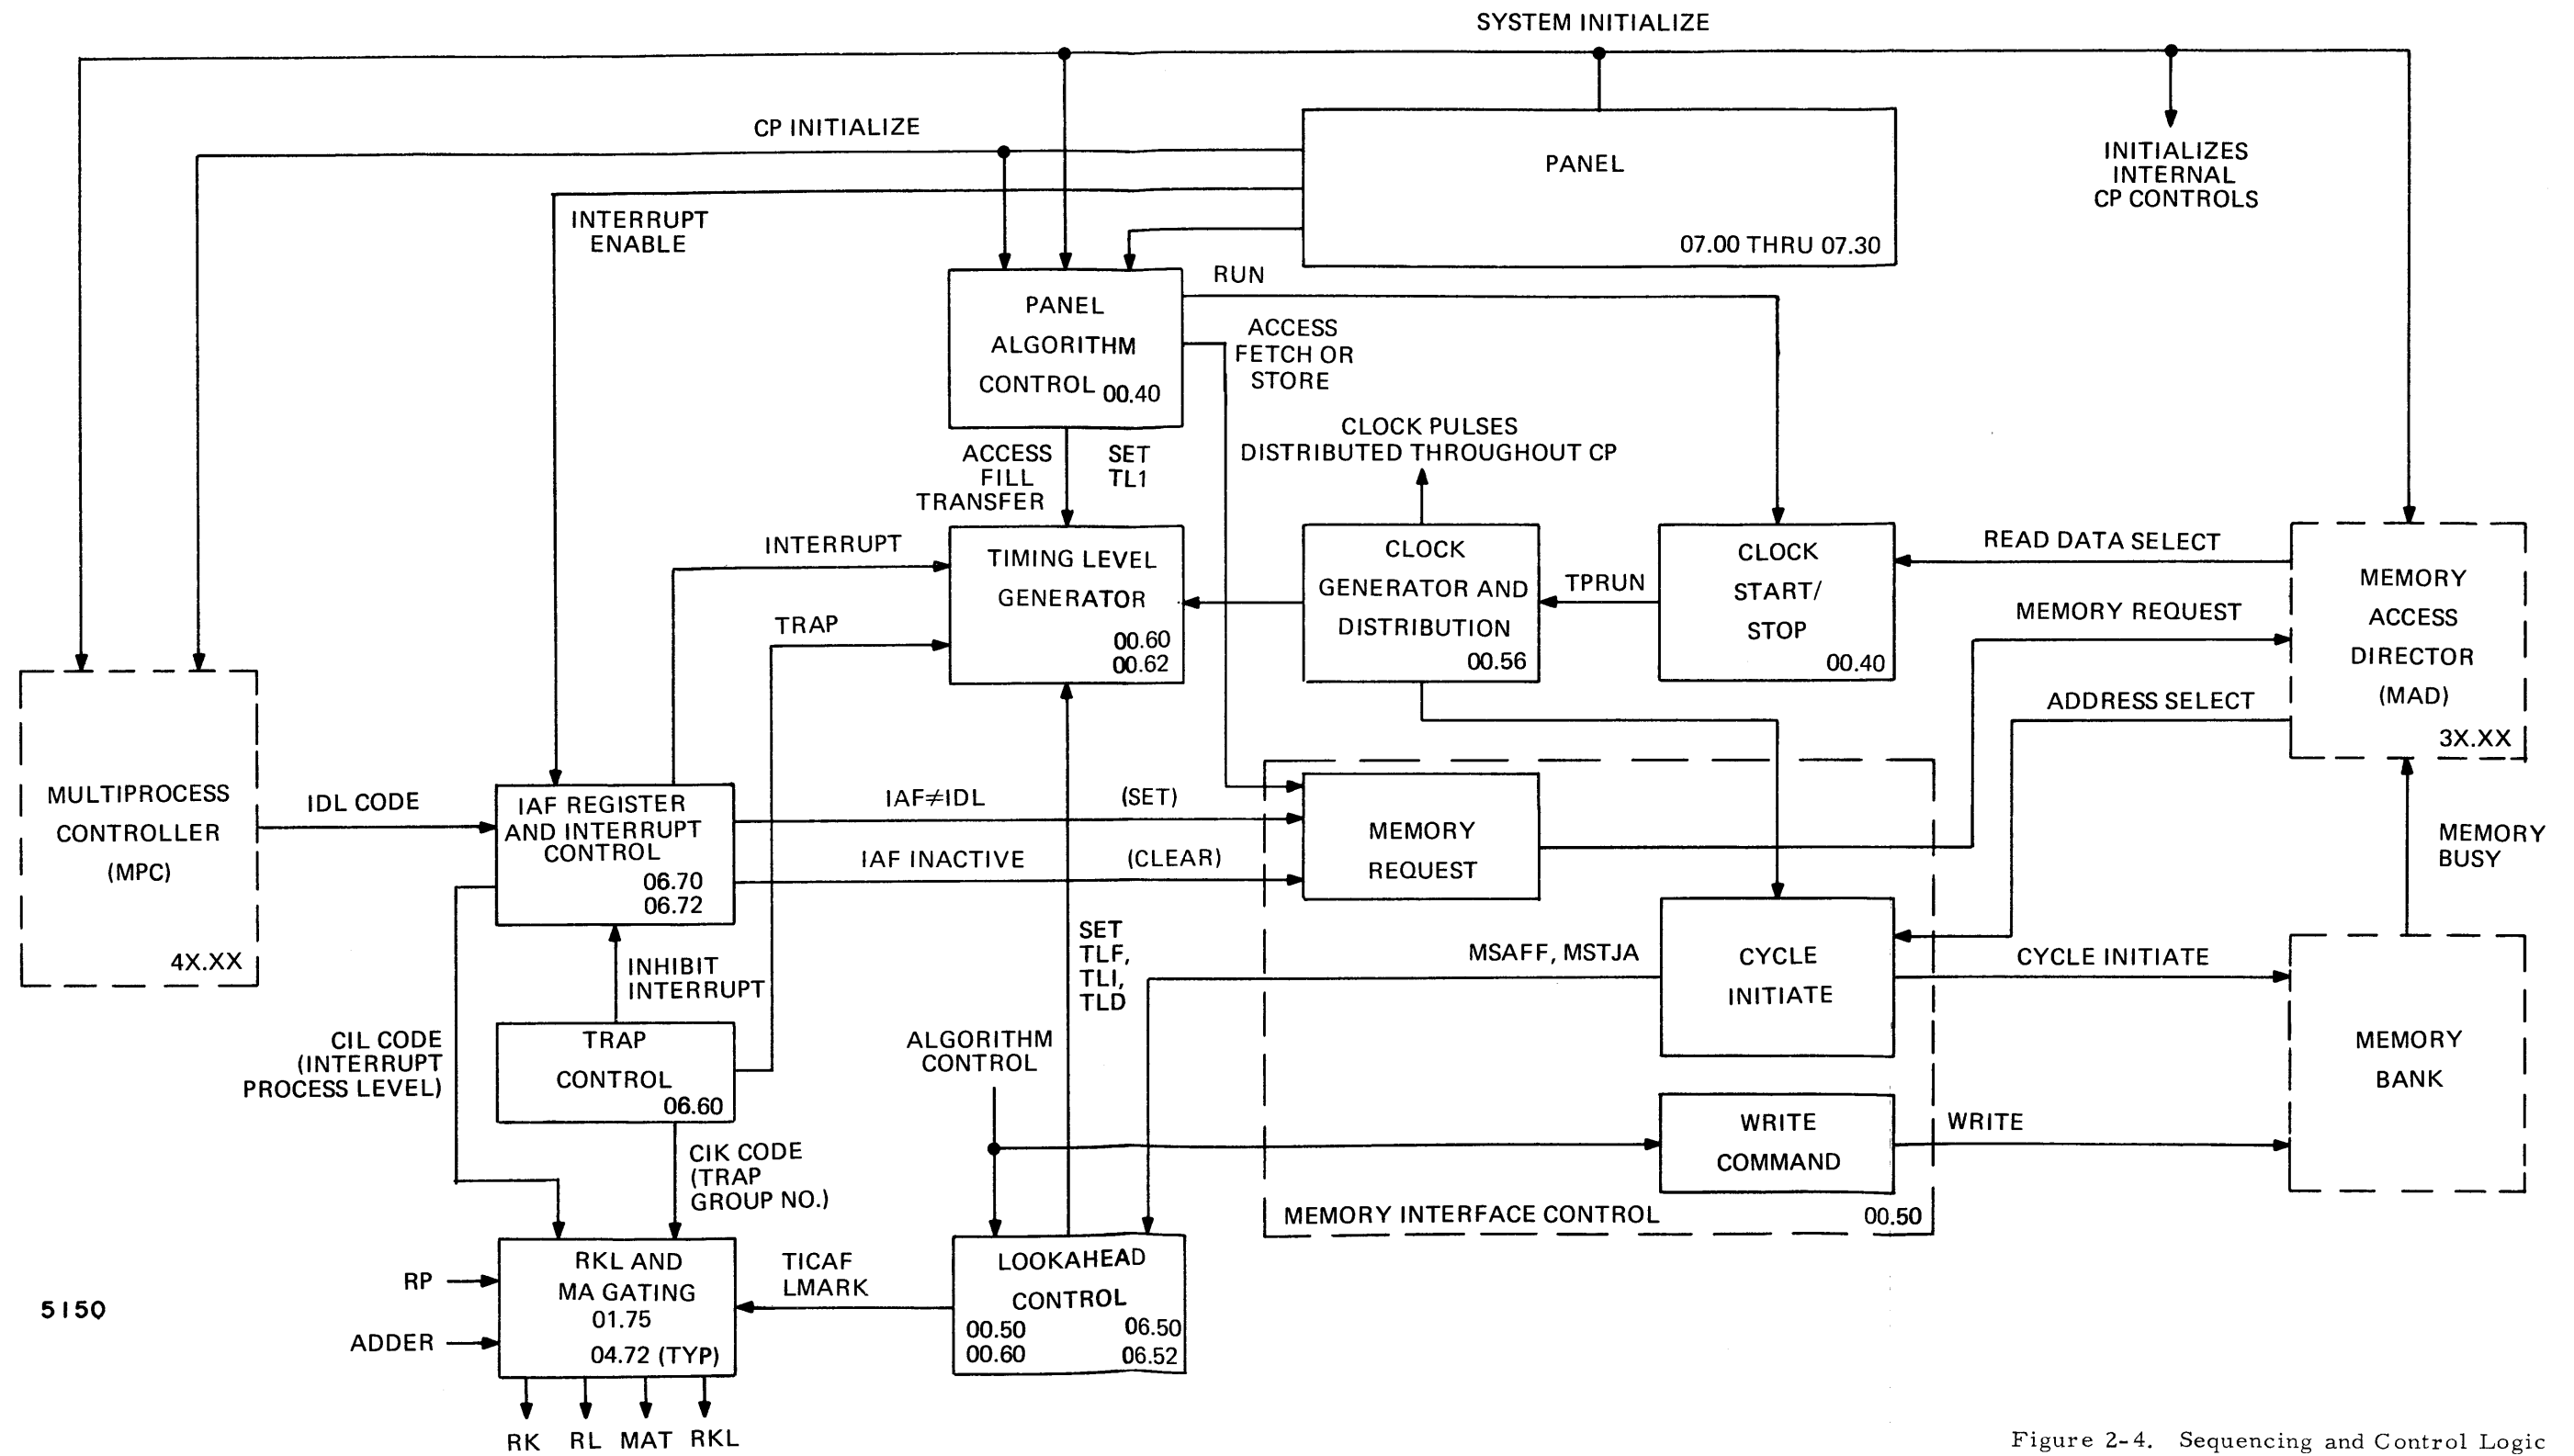 SYSTEM INITIALIZE
CP INITIALIZE
PANEL
07.00 THRU 07.30
INITIALIZES
INTERNAL
CP CONTROLS
INTERRUPT
ENABLE
PANEL
ALGORITHM
CONTROL 00.40
RUN
ACCESS
FETCH OR
STORE
ACCESS
FILL
TRANSFER
SET
TL1
CLOCK PULSES
DISTRIBUTED THROUGHOUT CP
INTERRUPT
TRAP
TIMING LEVEL
GENERATOR
00.60
00.62
CLOCK
GENERATOR AND
DISTRIBUTION
00.56
TPRUN
CLOCK
START/
STOP
00.40
READ DATA SELECT
MEMORY REQUEST
ADDRESS SELECT
MEMORY
ACCESS
DIRECTOR
(MAD)
3X.XX
MULTIPROCESS
CONTROLLER
(MPC)
4X.XX
IDL CODE
IAF REGISTER
AND INTERRUPT
CONTROL
06.70
06.72
IAF≠IDL (SET)
IAF INACTIVE (CLEAR)
MEMORY
REQUEST
MEMORY
BUSY
INHIBIT
INTERRUPT
SET
TLF,
TLI,
TLD
MSAFF, MSTJA
CYCLE
INITIATE
CYCLE INITIATE
MEMORY
BANK
CIL CODE
(INTERRUPT
PROCESS LEVEL)
TRAP
CONTROL
06.60
ALGORITHM
CONTROL
WRITE
COMMAND
WRITE
CIK CODE
(TRAP
GROUP NO.)
MEMORY INTERFACE CONTROL 00.50
RP
ADDER
RKL AND
MA GATING
01.75
04.72 (TYP)
TICAF
LMARK
LOOKAHEAD
CONTROL
00.50 06.50
00.60 06.52
5150
RK RL MAT RKL
Figure 2-4. Sequencing and Control Logic